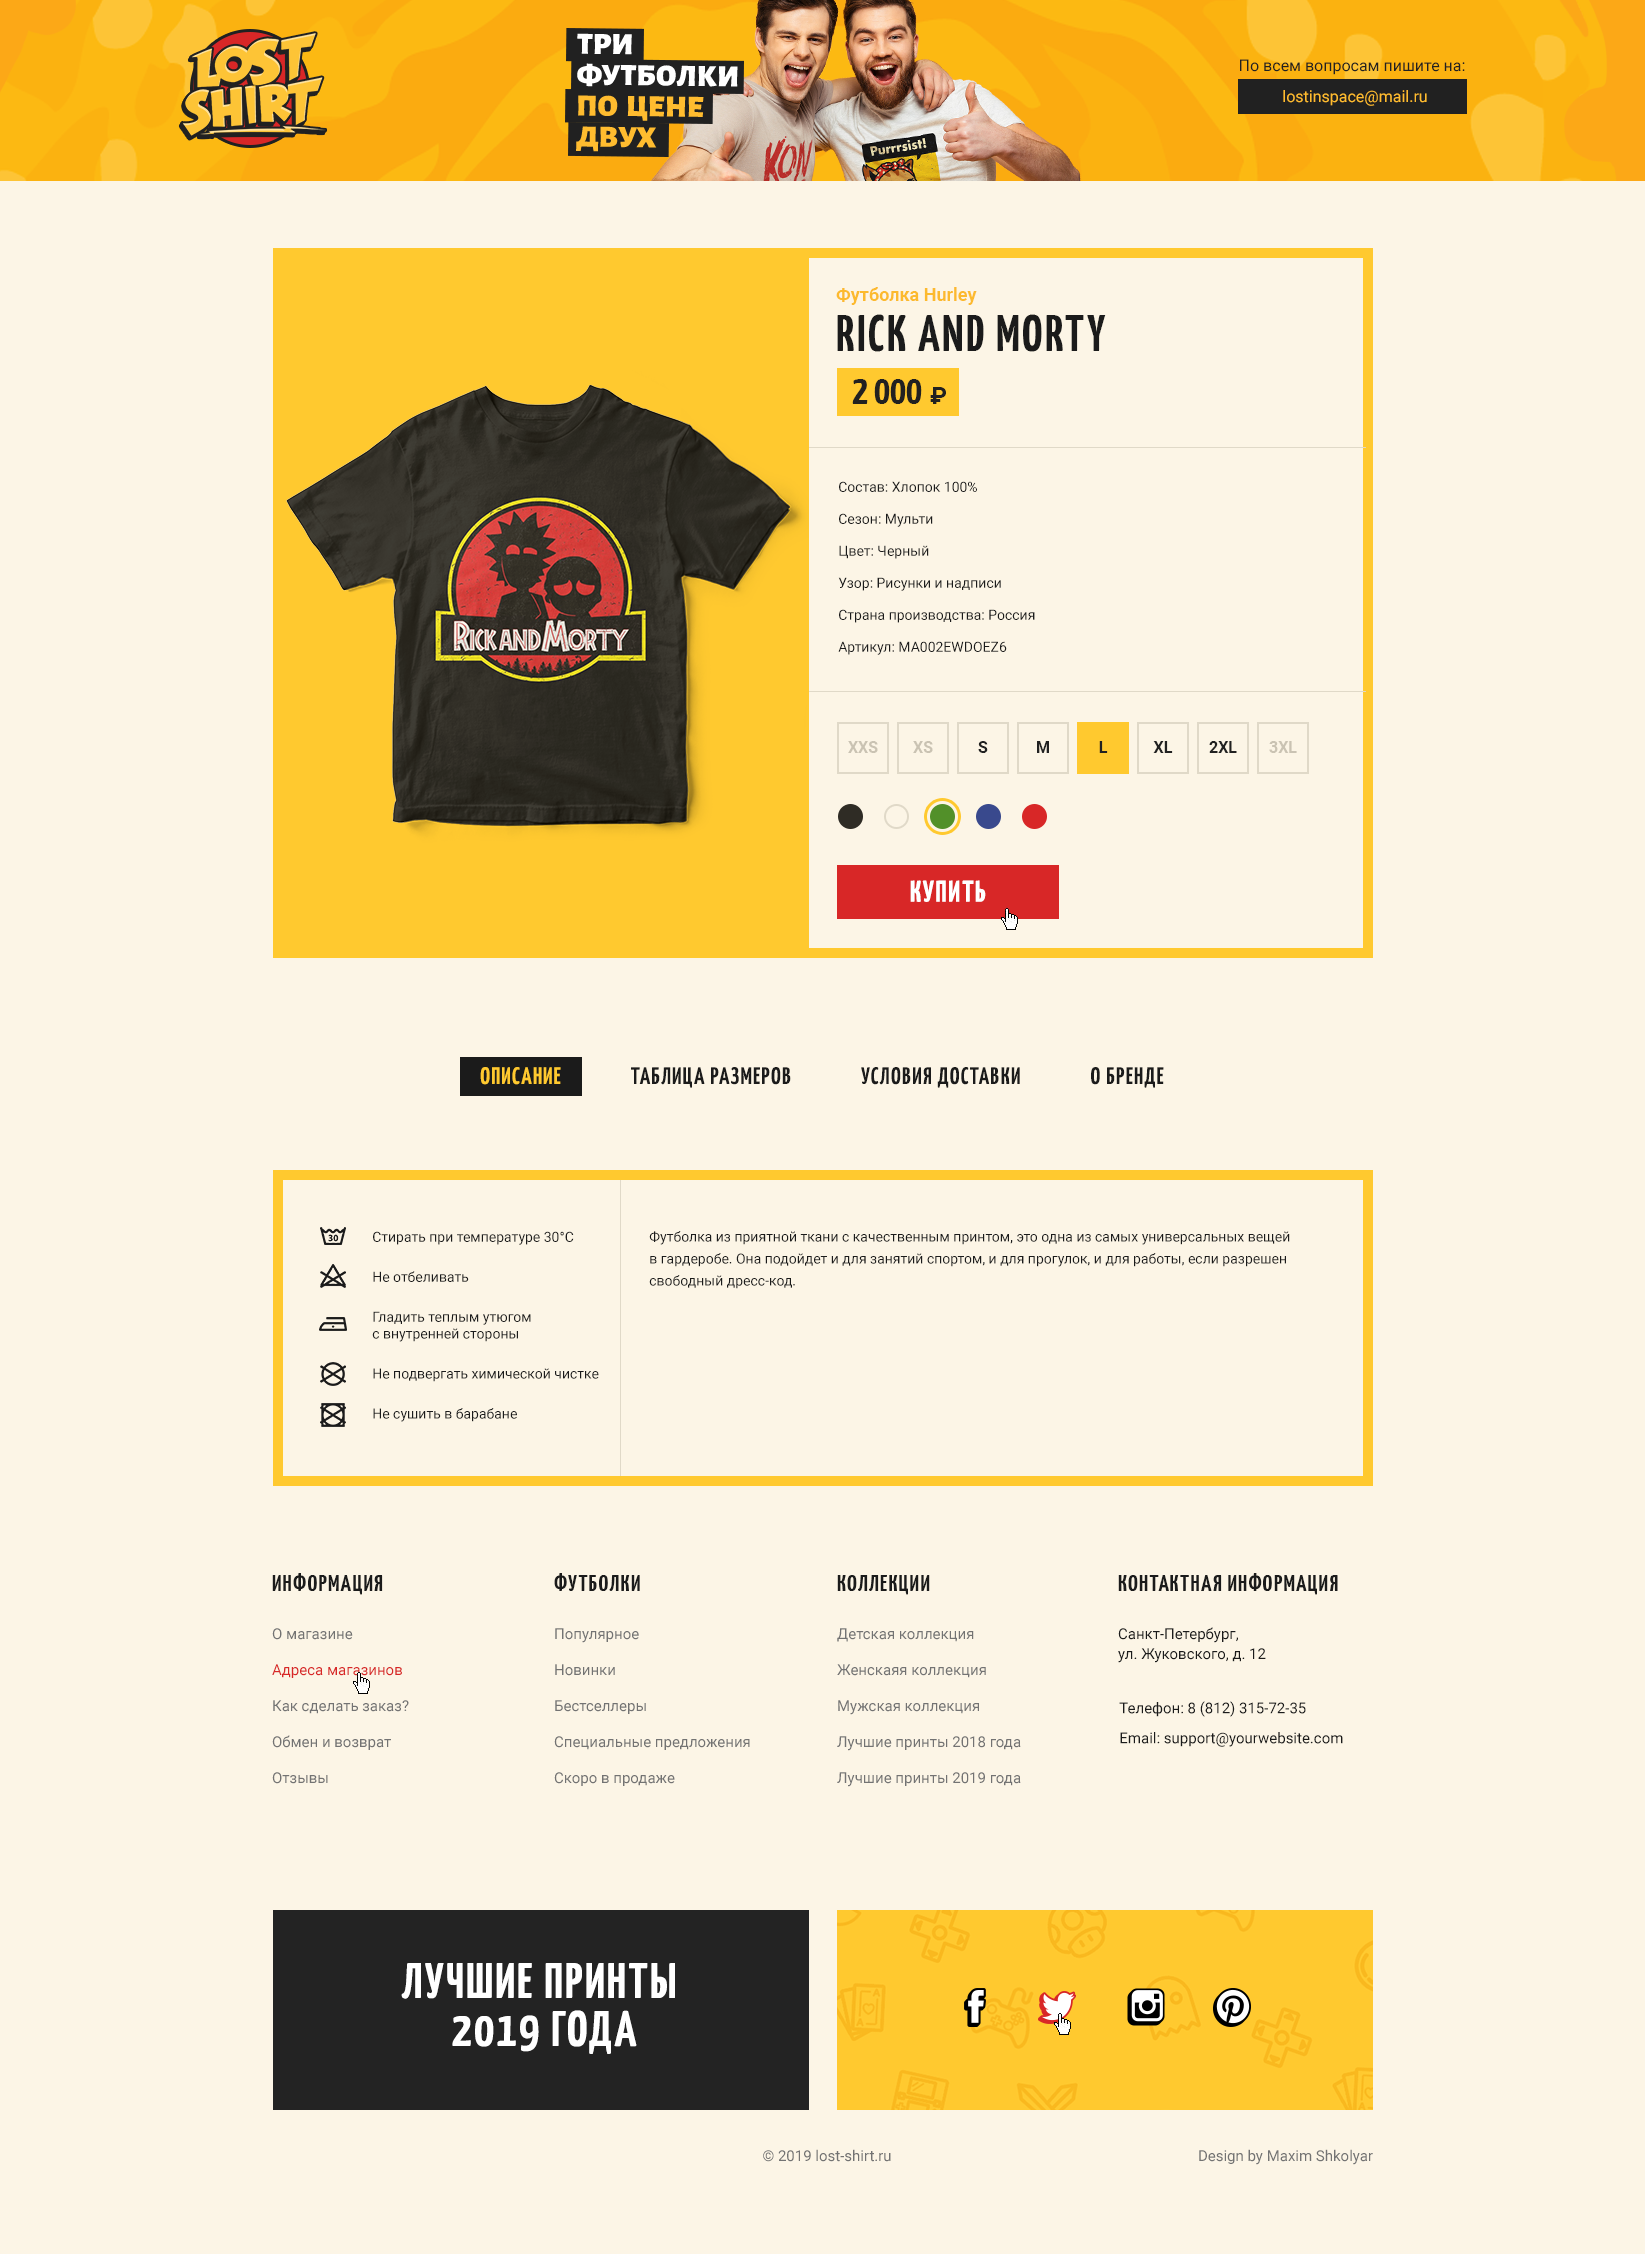 LOST
SHIRT
ТРИ
ФУТБОЛКИ
ПО ЦЕНЕ
ДВУХ
KON
Purrrsist!
По всем вопросам пишите на:
lostinspace@mail.ru
Футболка Hurley
RICK AND MORTY
2 000 ₽
RICK AND MORTY
Состав: Хлопок 100%
Сезон: Мульти
Цвет: Черный
Узор: Рисунки и надписи
Страна производства: Россия
Артикул: MA002EWDOEZ6
XXS XS S M L XL 2XL 3XL
КУПИТЬ
ОПИСАНИЕ ТАБЛИЦА РАЗМЕРОВ УСЛОВИЯ ДОСТАВКИ О БРЕНДЕ
30
Стирать при температуре 30°C
Не отбеливать
Гладить теплым утюгом
с внутренней стороны
Не подвергать химической чистке
Не сушить в барабане
Футболка из приятной ткани с качественным принтом, это одна из самых универсальных вещей
в гардеробе. Она подойдет и для занятий спортом, и для прогулок, и для работы, если разрешен
свободный дресс-код.
ИНФОРМАЦИЯ
О магазине
Адреса магазинов
Как сделать заказ?
Обмен и возврат
Отзывы
ФУТБОЛКИ
Популярное
Новинки
Бестселлеры
Специальные предложения
Скоро в продаже
КОЛЛЕКЦИИ
Детская коллекция
Женскаяя коллекция
Мужская коллекция
Лучшие принты 2018 года
Лучшие принты 2019 года
КОНТАКТНАЯ ИНФОРМАЦИЯ
Санкт-Петербург,
ул. Жуковского, д. 12
Телефон: 8 (812) 315-72-35
Email: support@yourwebsite.com
ЛУЧШИЕ ПРИНТЫ
2019 ГОДА
© 2019 lost-shirt.ru
Design by Maxim Shkolyar